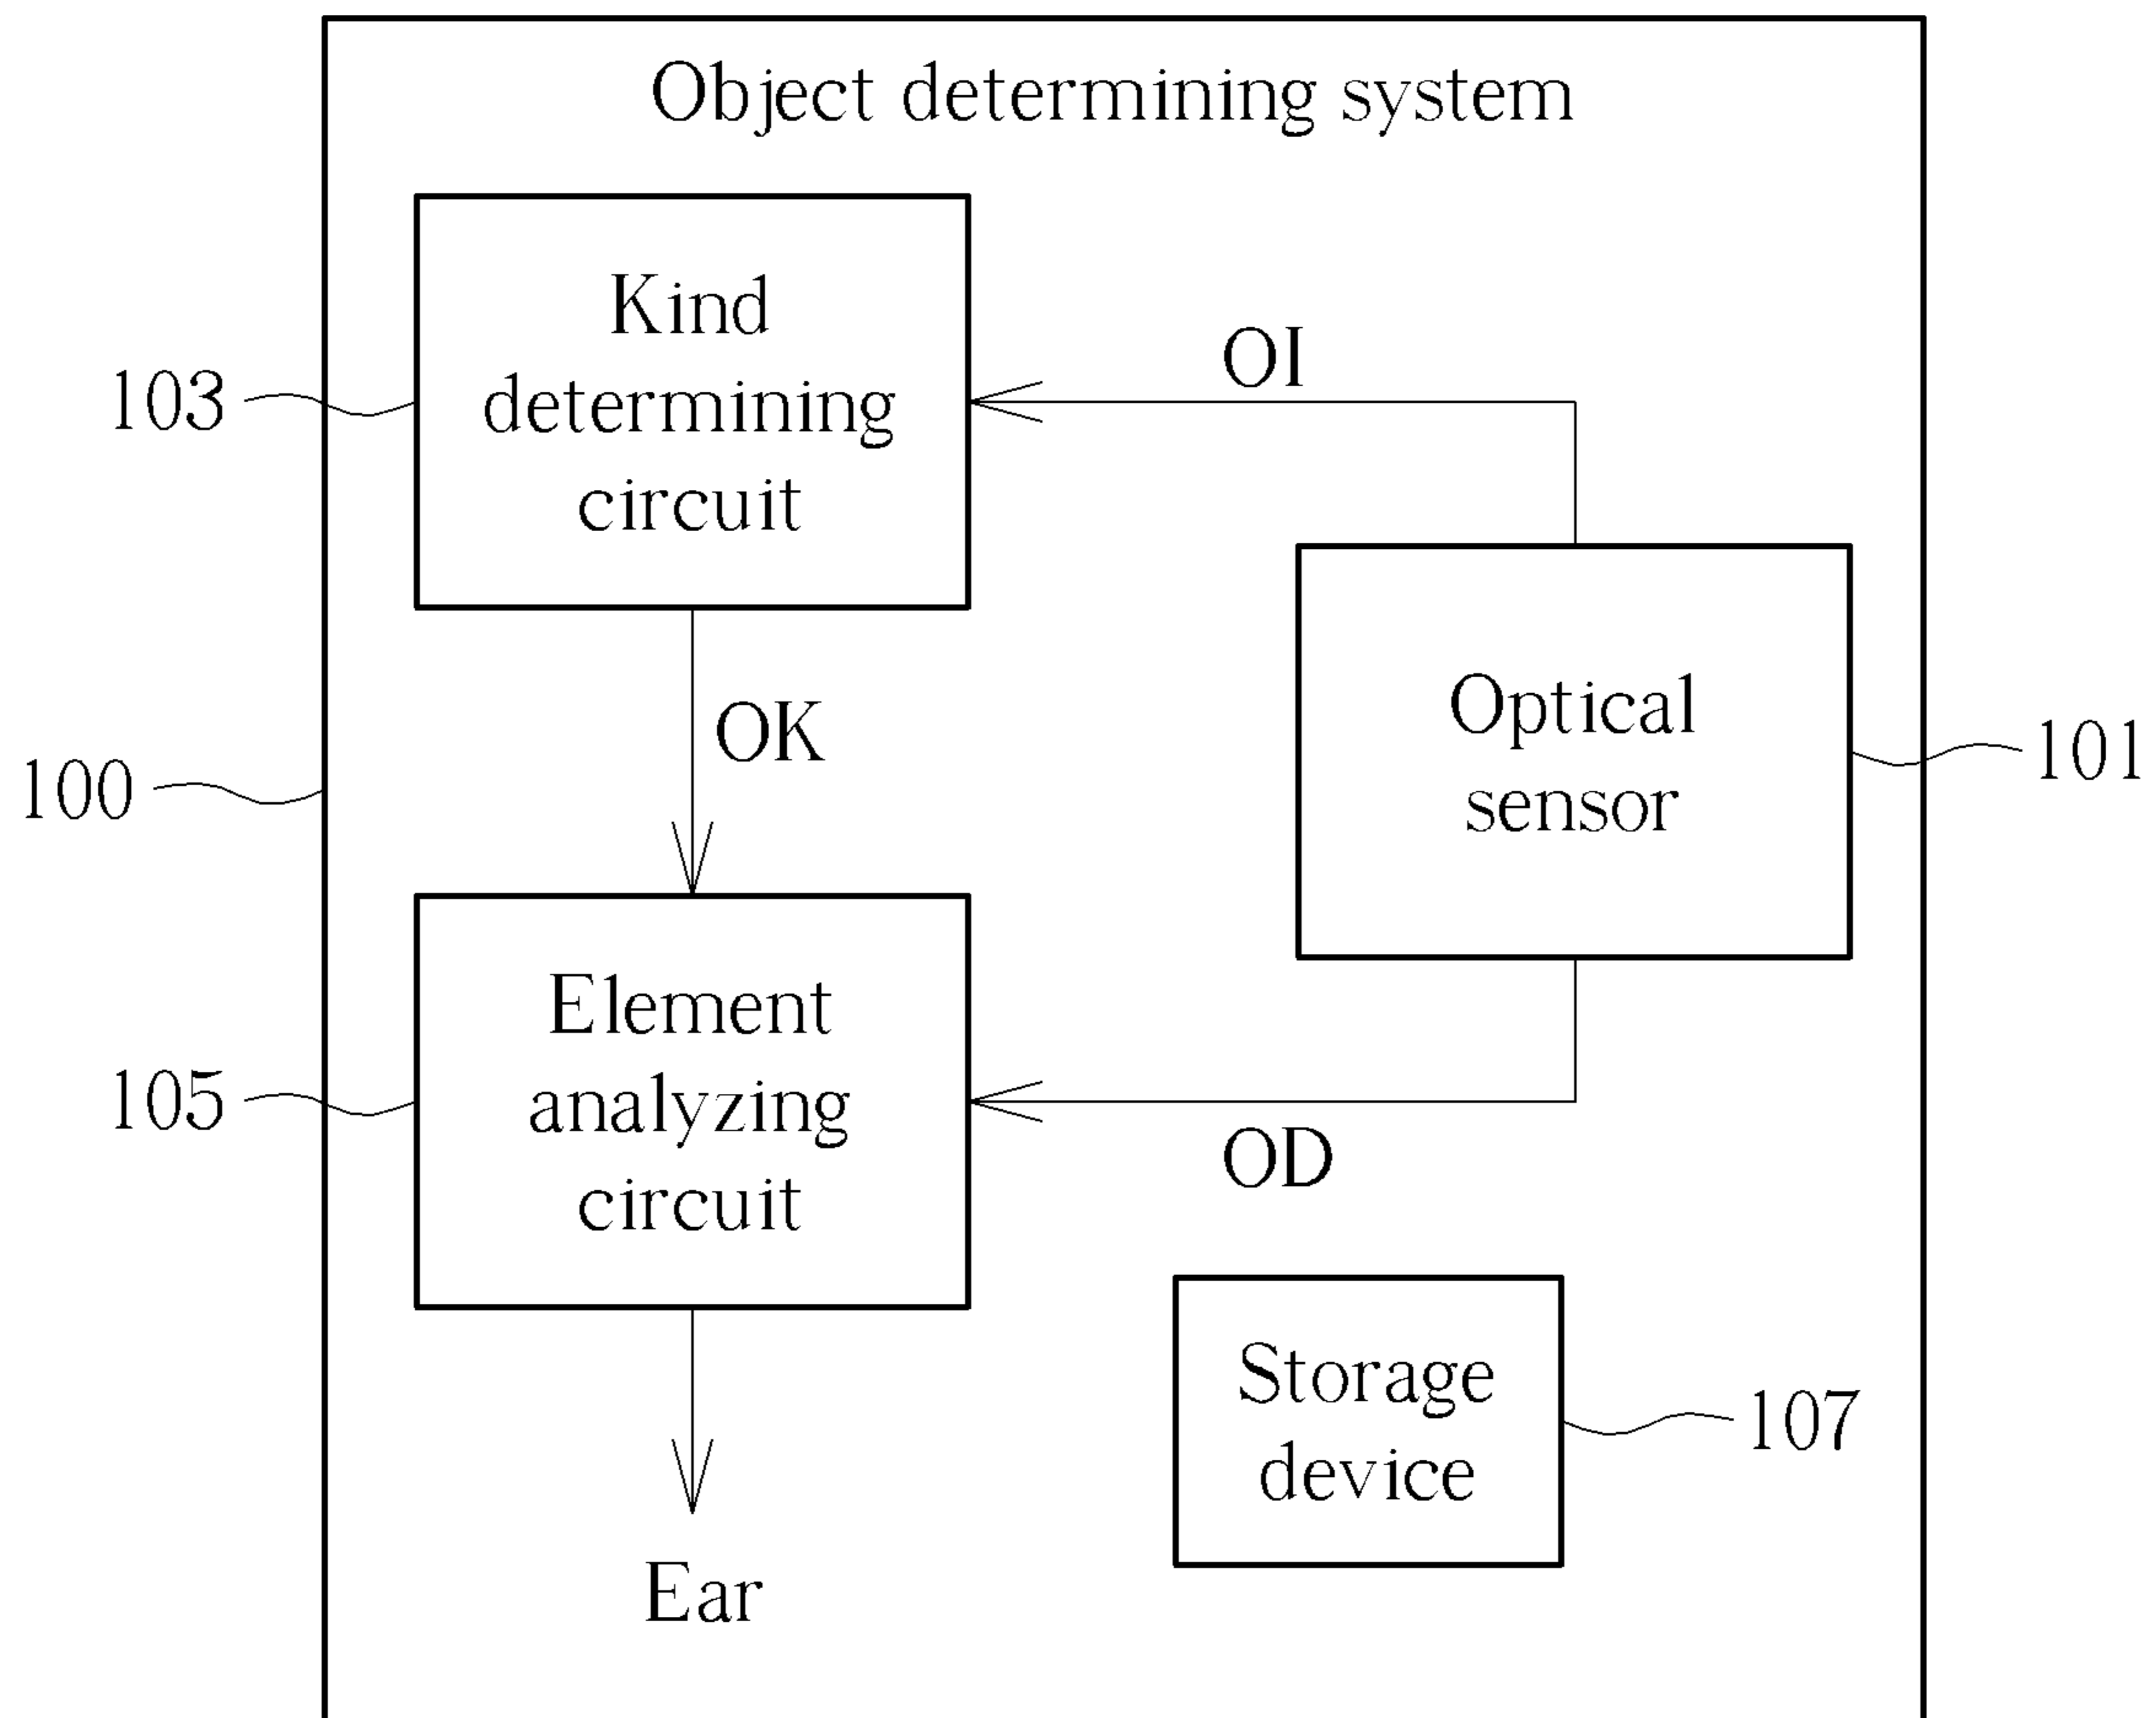 Object determining system
Kind
determining
circuit
103
OI
OK
Optical
sensor
101
100
Element
analyzing
circuit
105
OD
Storage
device
107
Ear